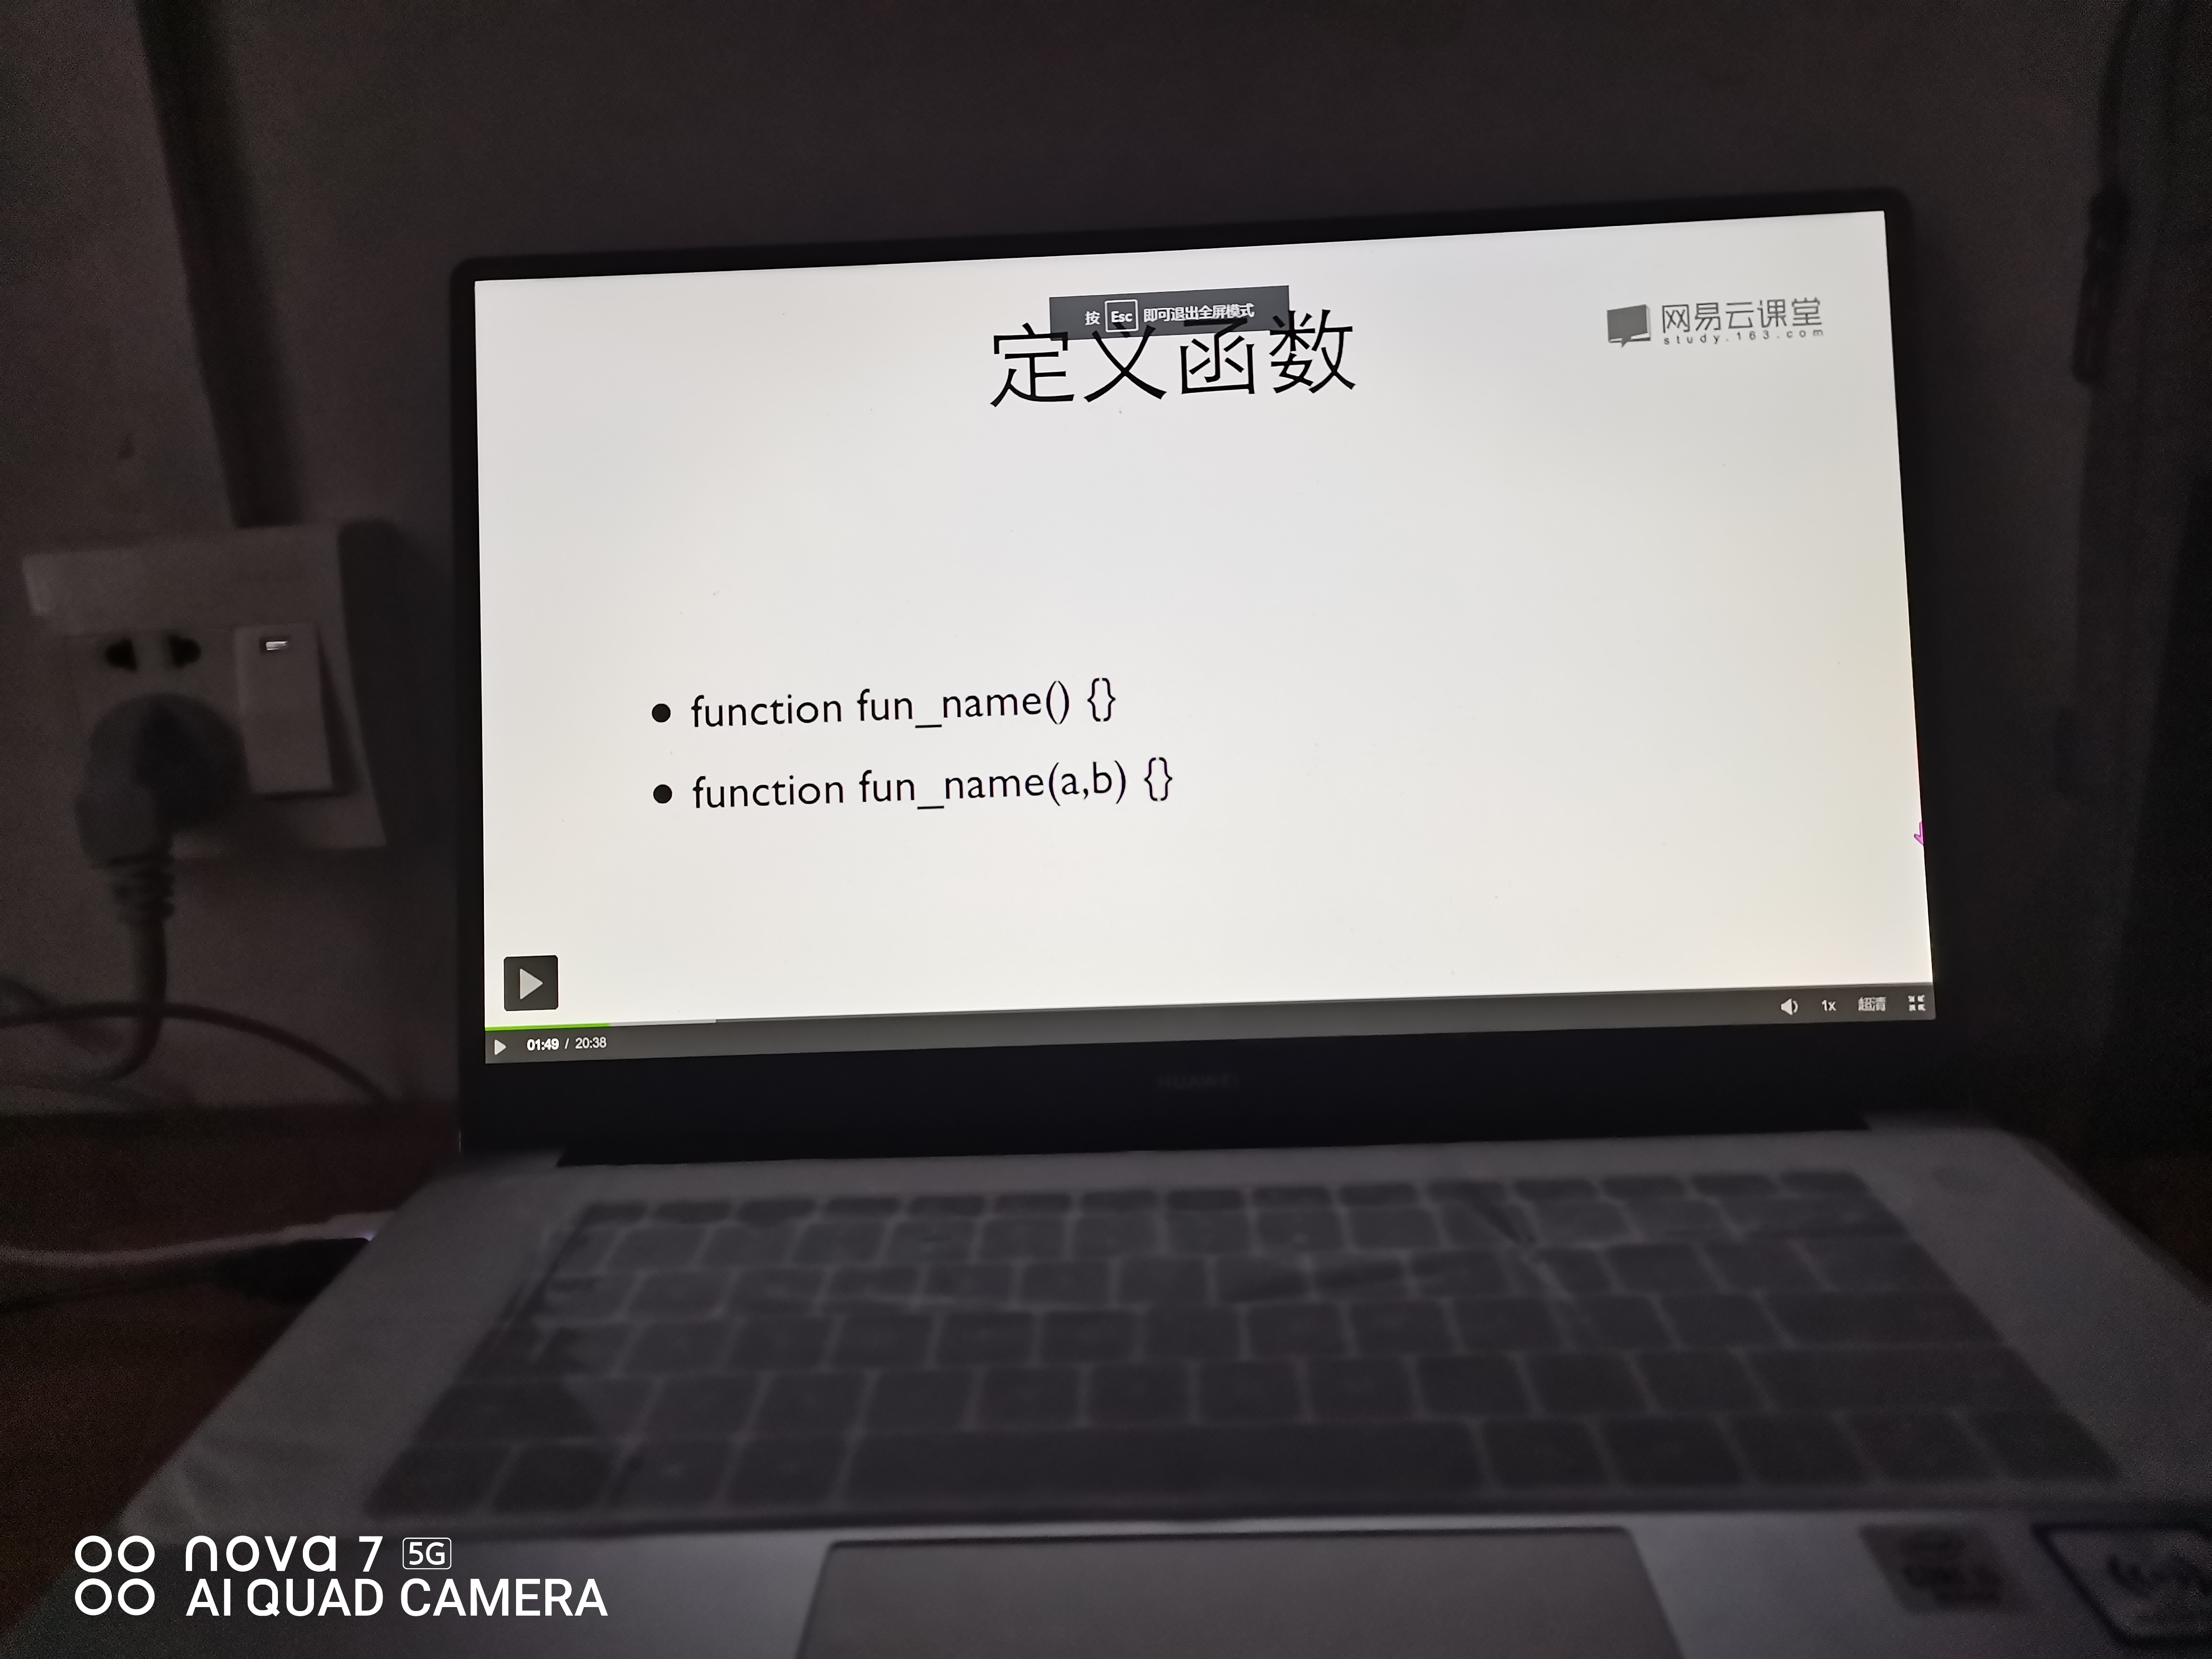 按 Esc 即可退出全屏模式
定义函数
网易云课堂
study.163.com
• function fun_name() {}
• function fun_name(a,b) {}
01:49 / 20:38
1x 超清
HUAWEI
nova 7 5G
AI QUAD CAMERA